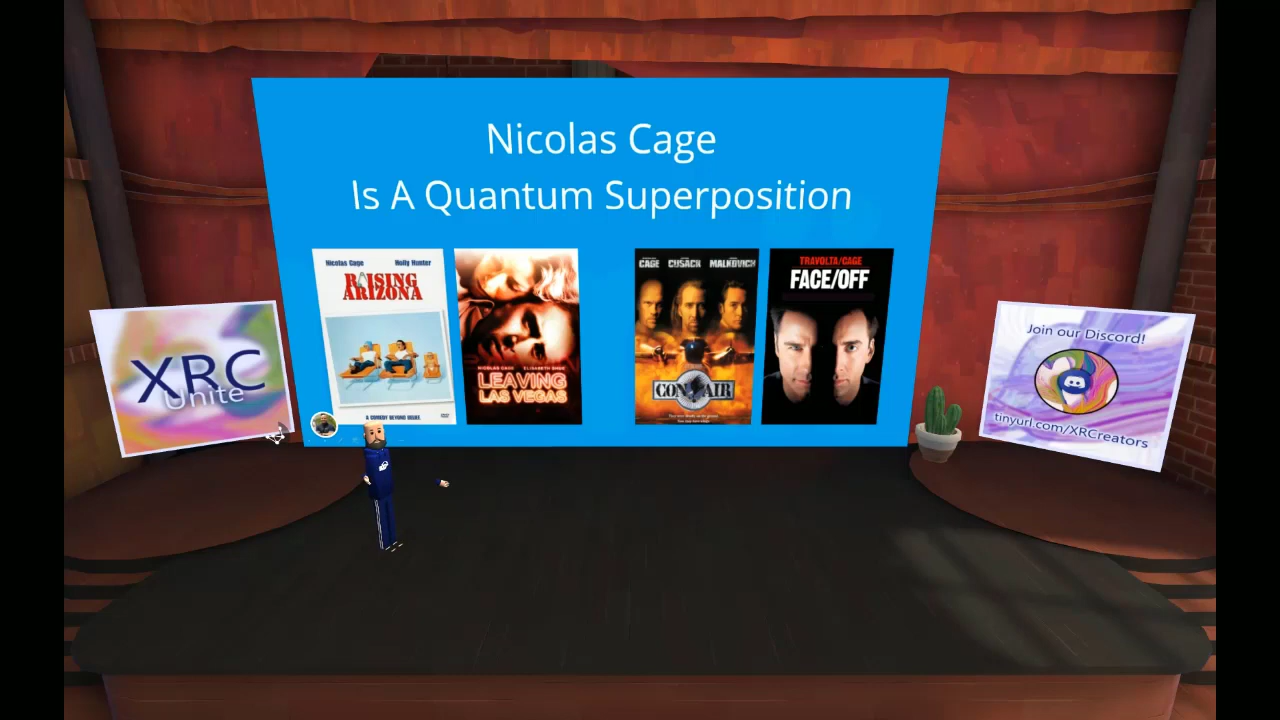 Nicolas Cage
Is A Quantum Superposition
Nicolas Cage Holly Hunter
RAISING
ARIZONA
A COMEDY BEYOND BELIEF.
NICOLAS CAGE ELISABETH SHUE
LEAVING
LAS VEGAS
CAGE CUSACK MALKOVICH
CON AIR
TRAVOLTA/CAGE
FACE/OFF
XRC
Unite
Join our Discord!
tinyurl.com/XRCreators